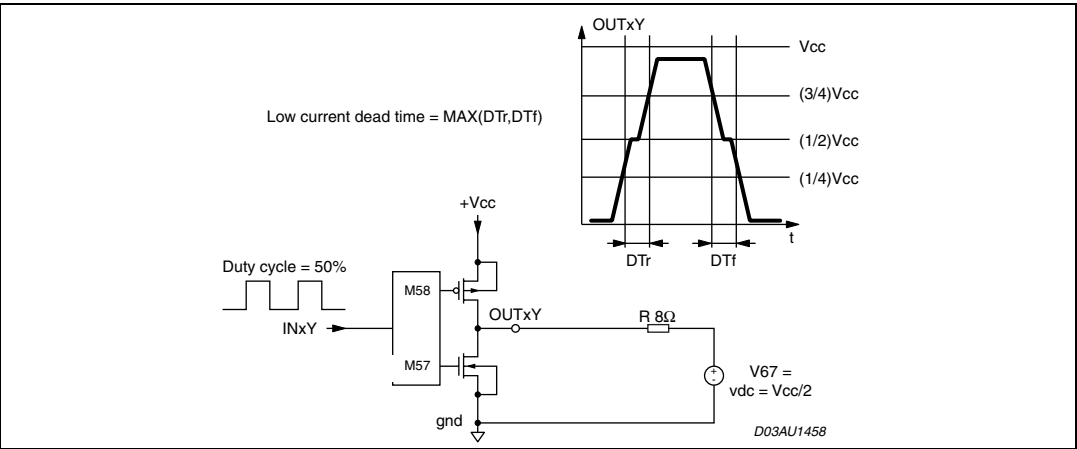 OUTxY
Vcc
(3/4)Vcc
Low current dead time = MAX(DTr,DTf)
(1/2)Vcc
(1/4)Vcc
+Vcc
t
DTr
DTf
Duty cycle = 50%
M58
OUTxY
R 8Ω
INxY
M57
V67 =
vdc = Vcc/2
+
-
gnd
D03AU1458